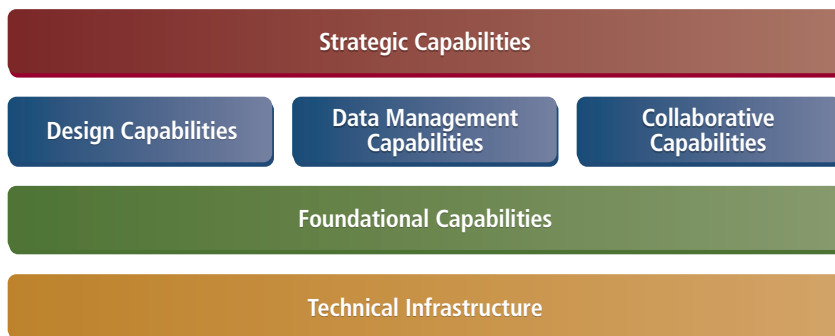 Strategic Capabilities
Design Capabilities
Data Management
Capabilities
Collaborative
Capabilities
Foundational Capabilities
Technical Infrastructure